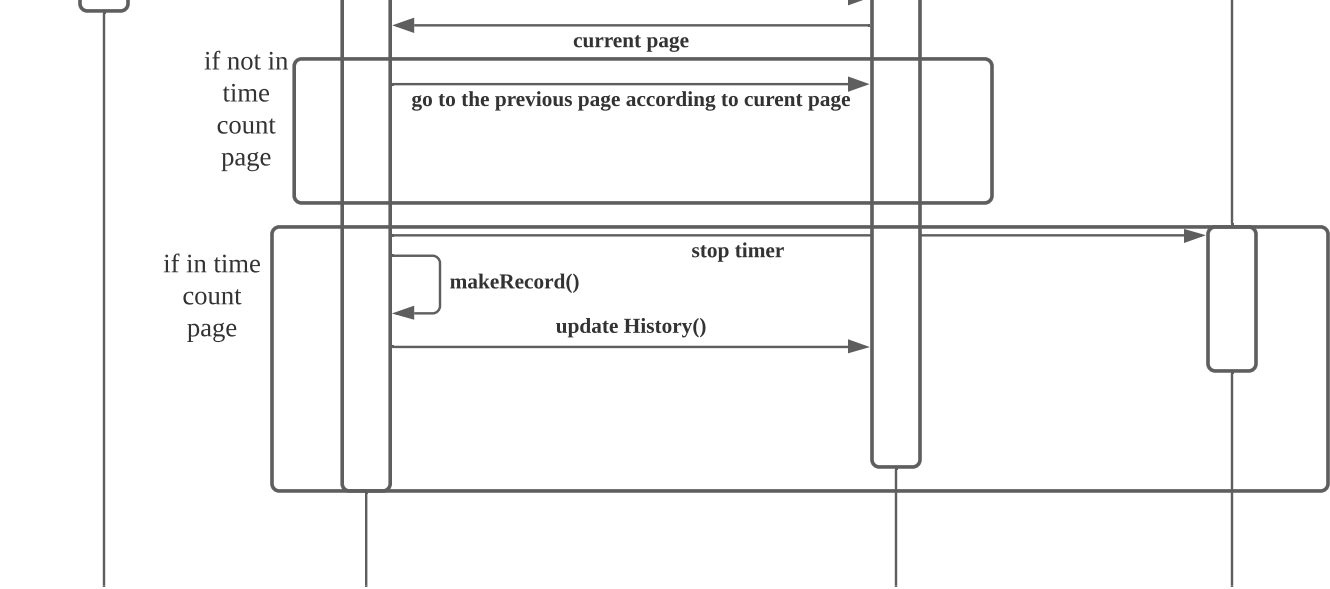 current page
if not in
time
count
page
go to the previous page according to curent page
stop timer
if in time
count
page
makeRecord()
update History()